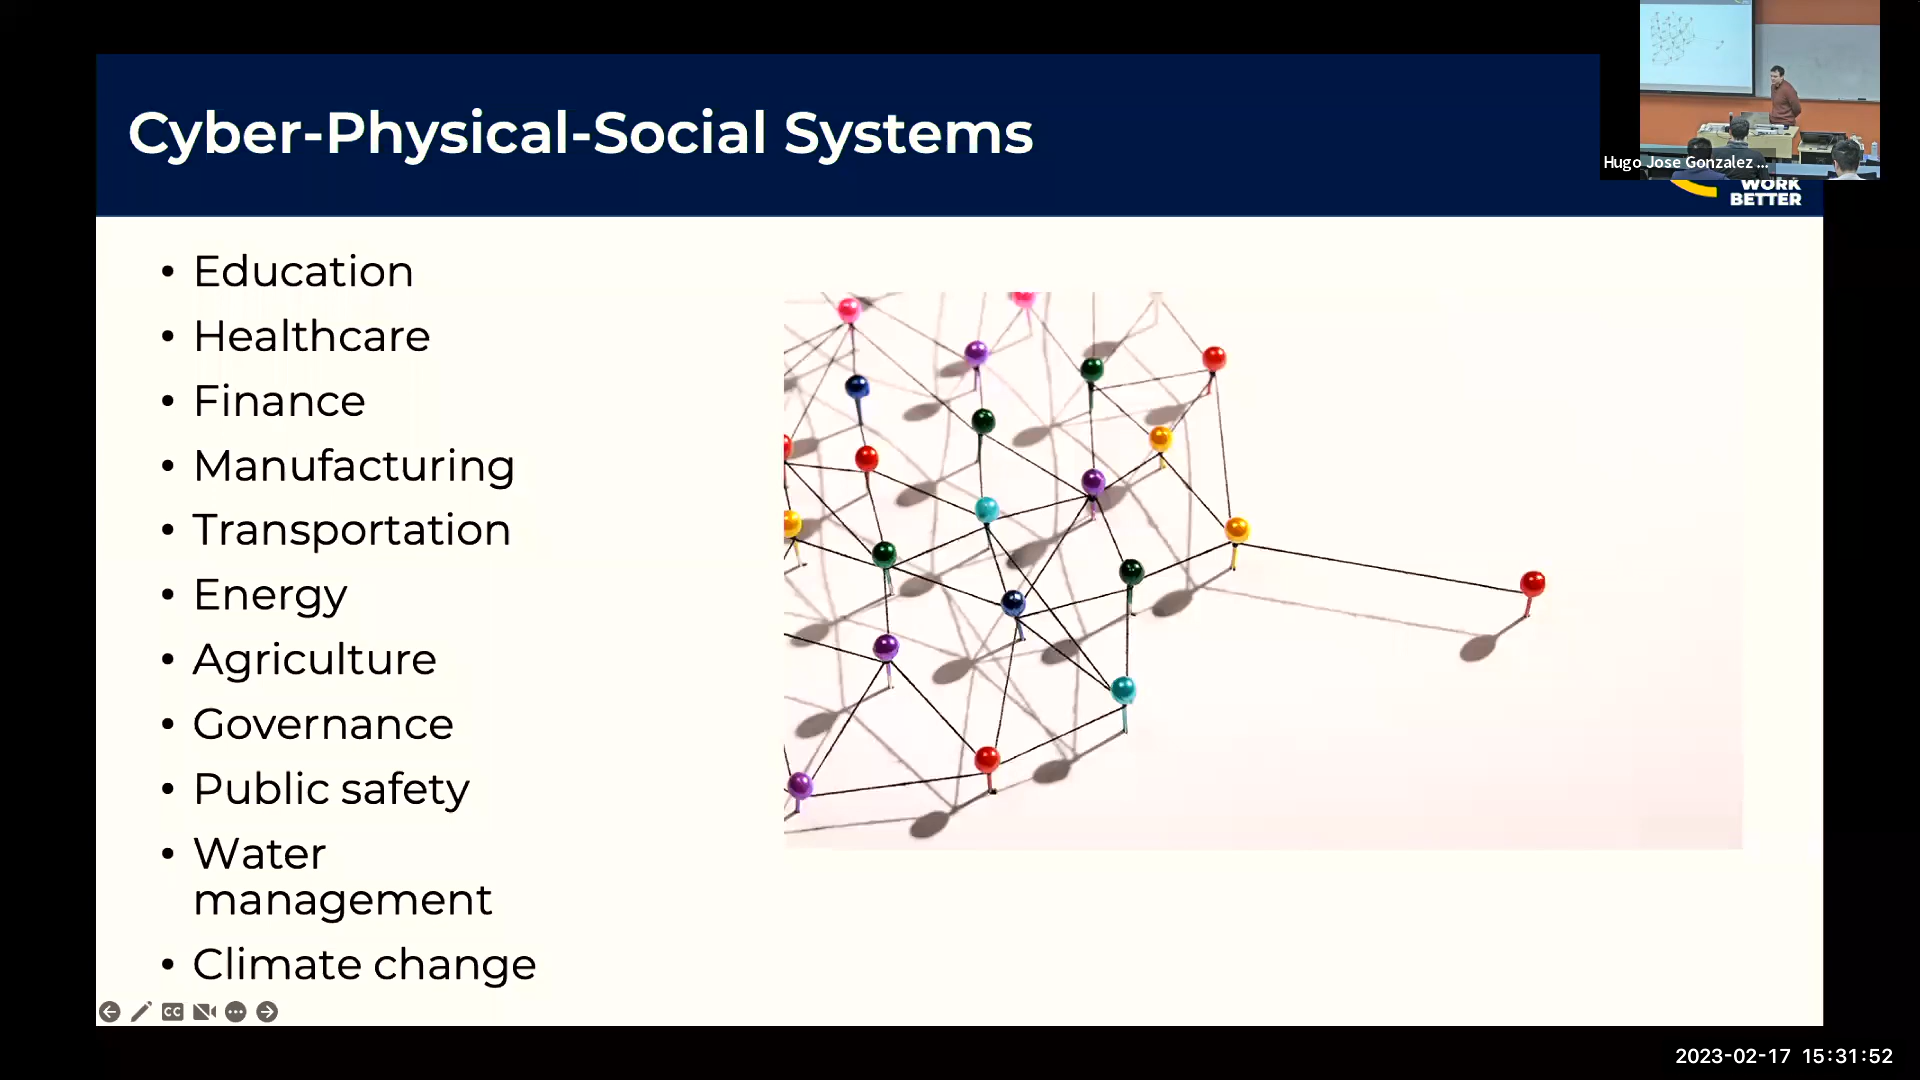 Cyber-Physical-Social Systems
Hugo Jose Gonzalez ...
WORK
BETTER
• Education
• Healthcare
• Finance
• Manufacturing
• Transportation
• Energy
• Agriculture
• Governance
• Public safety
• Water
management
• Climate change
CC
2023-02-17 15:31:52